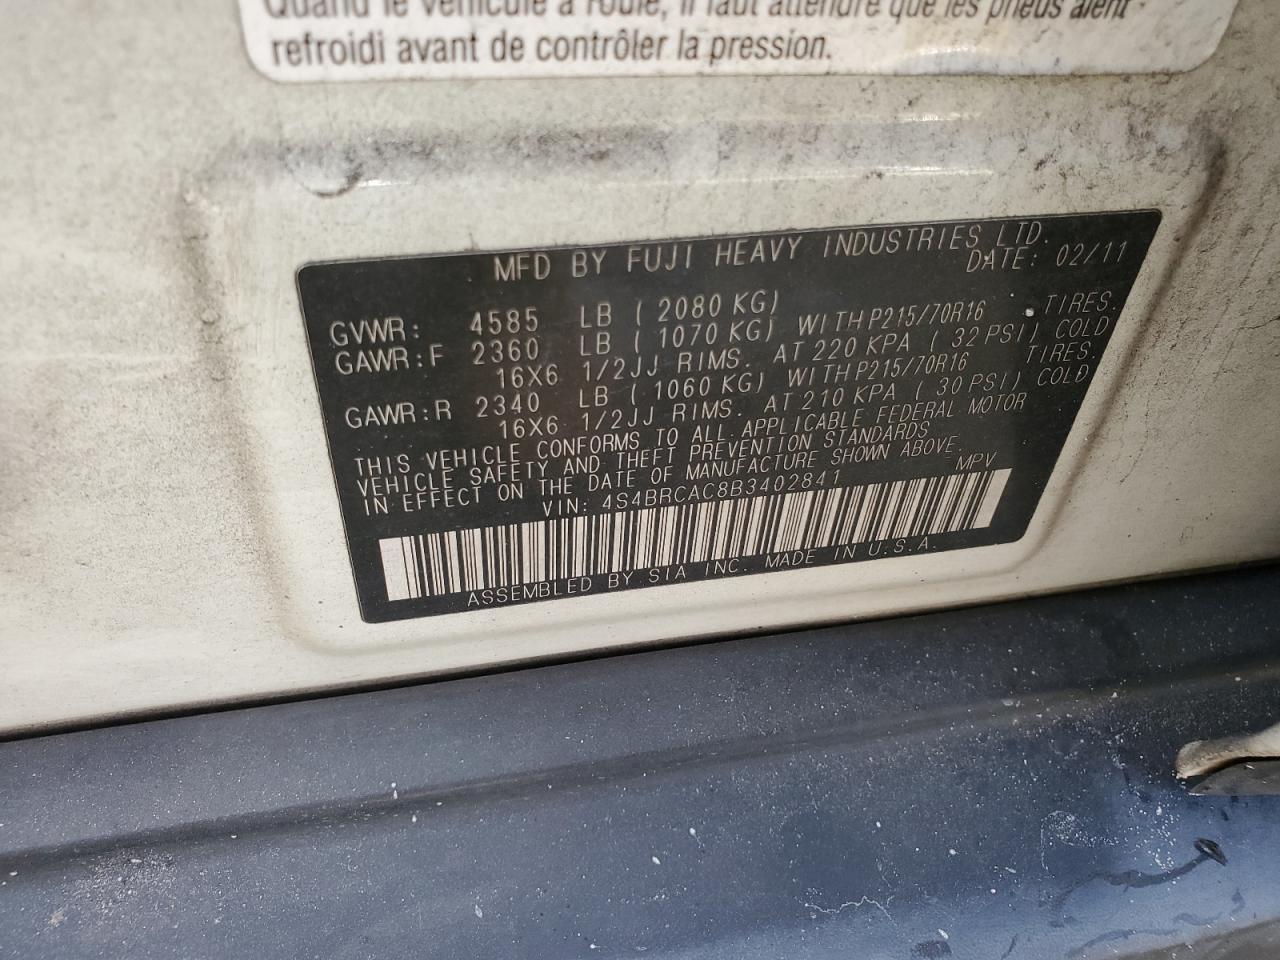 Quand le véhicule a roulé, il faut attendre que les pneus aient
refroidi avant de contrôler la pression.
MFD BY FUJI HEAVY INDUSTRIES LTD.
DATE: 02/11
GVWR: 4585 LB (2080 KG)
GAWR:F 2360 LB (1070 KG) WITH P215/70R16 TIRES.
16X6 1/2JJ RIMS. AT 220 KPA (32 PSI) COLD
GAWR:R 2340 LB (1060 KG) WITH P215/70R16 TIRES.
16X6 1/2JJ RIMS. AT 210 KPA (30 PSI) COLD
THIS VEHICLE CONFORMS TO ALL APPLICABLE FEDERAL MOTOR
VEHICLE SAFETY AND THEFT PREVENTION STANDARDS
IN EFFECT ON THE DATE OF MANUFACTURE SHOWN ABOVE.
VIN: 4S4BRCAC8B3402841 MPV
ASSEMBLED BY SIA INC. MADE IN U.S.A.